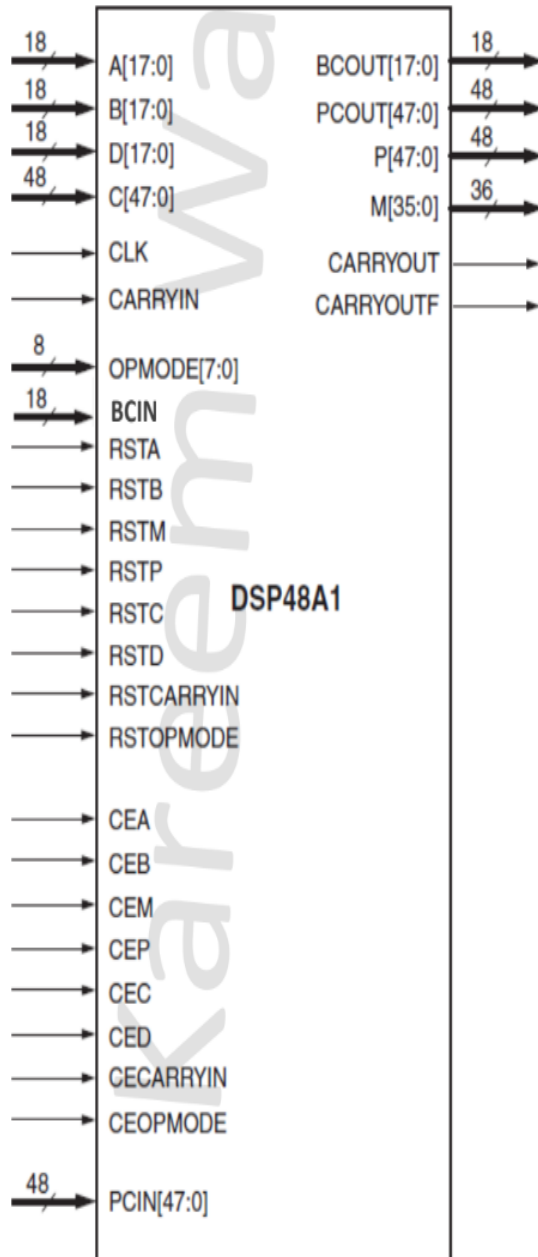 18 A[17:0] BCOUT[17:0] 18
18 B[17:0] PCOUT[47:0] 48
18 D[17:0] P[47:0] 48
48 C[47:0] M[35:0] 36
CLK CARRYOUT
CARRYIN CARRYOUTF
8 OPMODE[7:0]
18 BCIN
RSTA
RSTB
RSTM
RSTP
RSTC
DSP48A1
RSTD
RSTCARRYIN
RSTOPMODE
CEA
CEB
CEM
CEP
CEC
CED
CECARRYIN
CEOPMODE
48 PCIN[47:0]
Kareem Wa